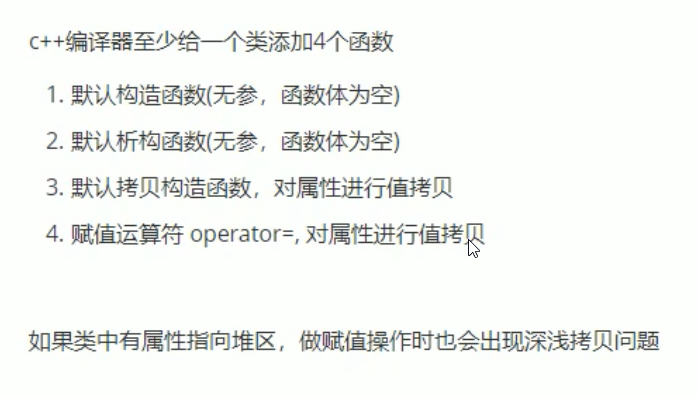 c++编译器至少给一个类添加4个函数
1. 默认构造函数(无参，函数体为空)
2. 默认析构函数(无参，函数体为空)
3. 默认拷贝构造函数，对属性进行值拷贝
4. 赋值运算符 operator=, 对属性进行值拷贝
如果类中有属性指向堆区，做赋值操作时也会出现深浅拷贝问题